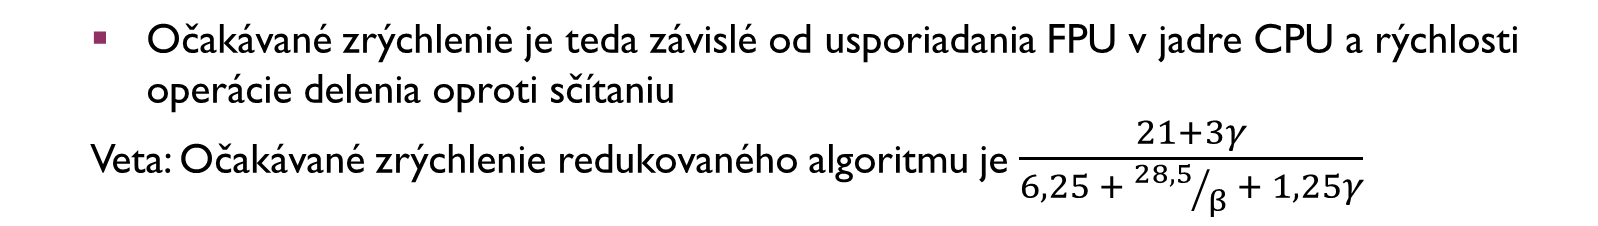 ▪ Očakávané zrýchlenie je teda závislé od usporiadania FPU v jadre CPU a rýchlosti
operácie delenia oproti sčítaniu
Veta: Očakávané zrýchlenie redukovaného algoritmu je (21+3γ)/(6,25 + 28,5/β + 1,25γ)